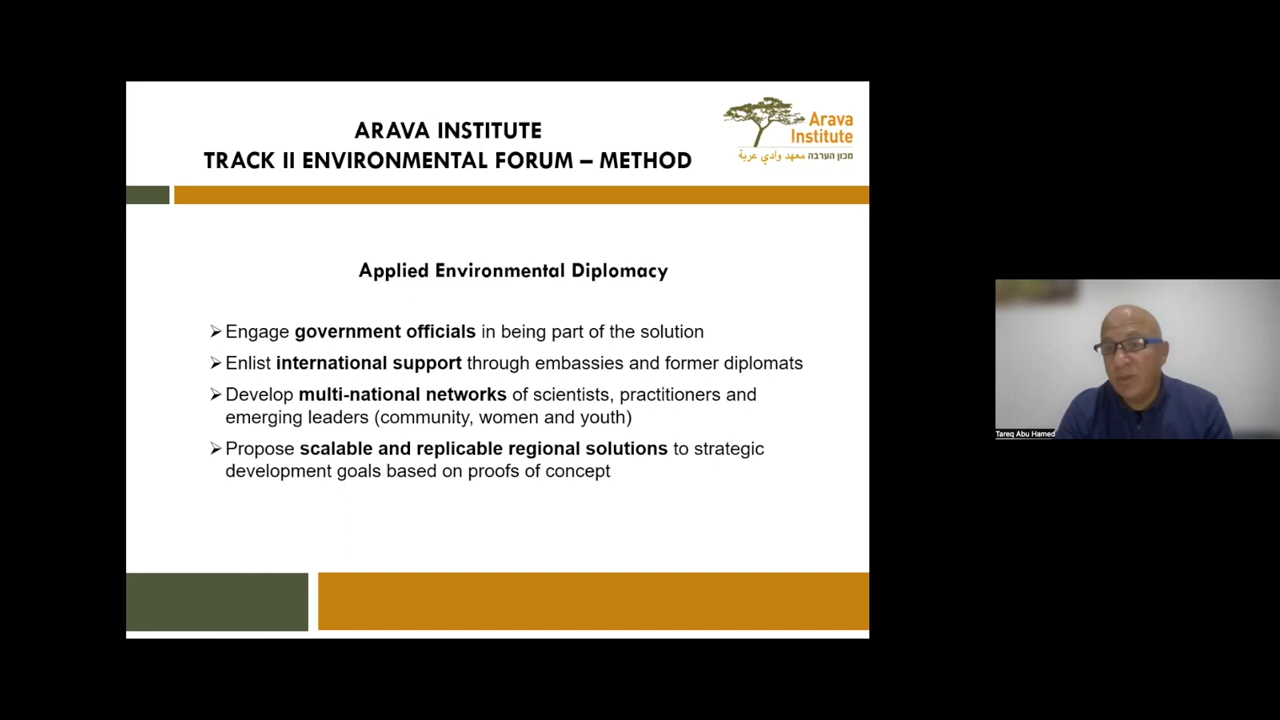 ARAVA INSTITUTE
TRACK II ENVIRONMENTAL FORUM – METHOD
Arava
Institute
מכון הערבה معهد وادي عربة
Applied Environmental Diplomacy
➢Engage government officials in being part of the solution
➢Enlist international support through embassies and former diplomats
➢Develop multi-national networks of scientists, practitioners and
emerging leaders (community, women and youth)
➢Propose scalable and replicable regional solutions to strategic
development goals based on proofs of concept
Tareq Abu Hamed